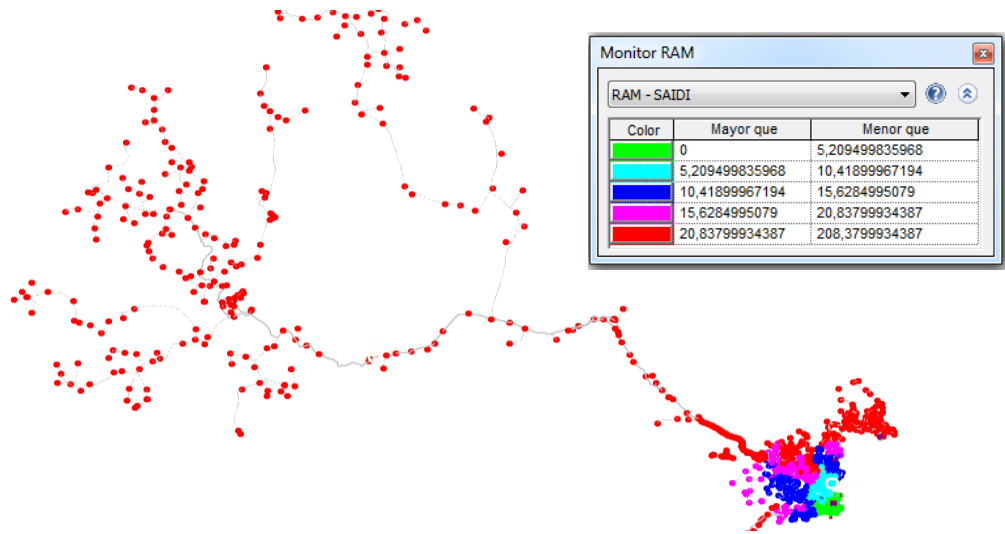 Monitor RAM
RAM - SAIDI
Color Mayor que Menor que
0 5,209499835968
5,209499835968 10,41899967194
10,41899967194 15,6284995079
15,6284995079 20,83799934387
20,83799934387 208,3799934387